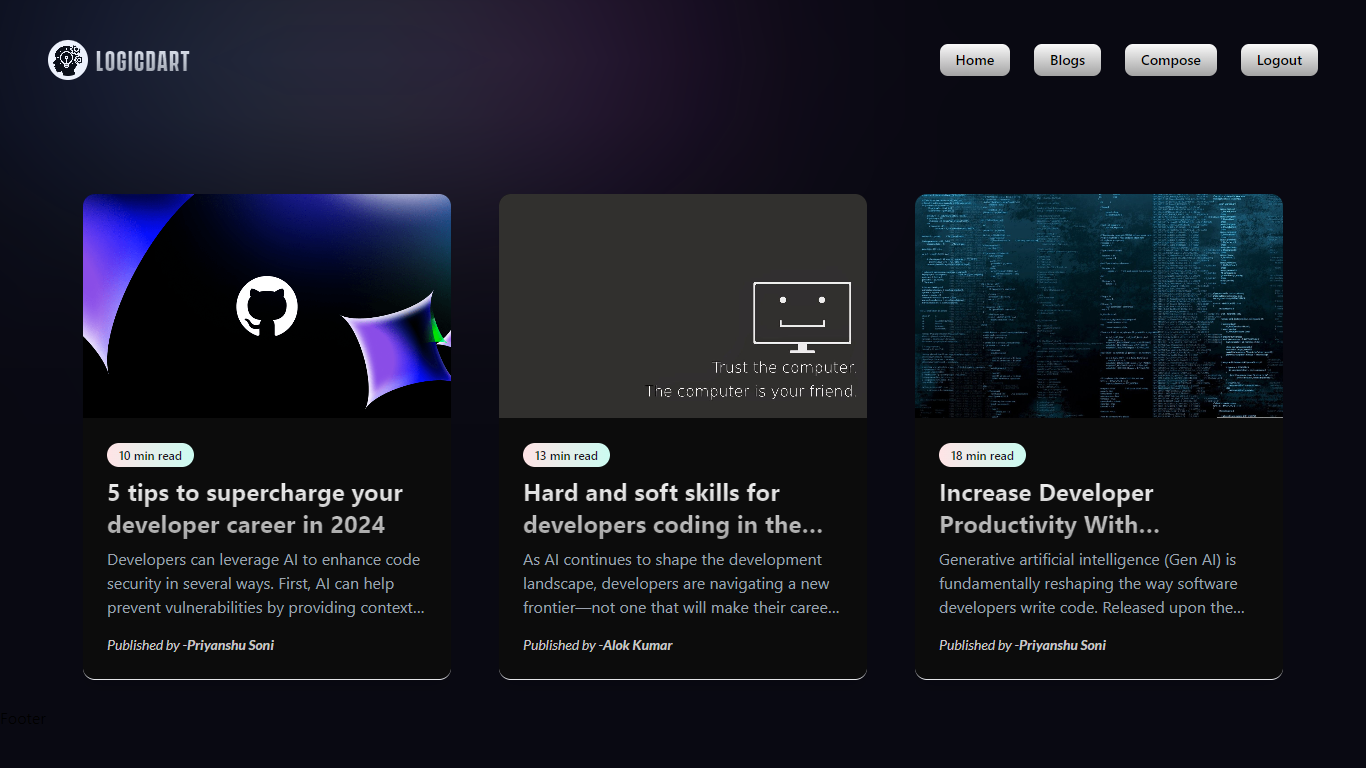 LOGICDART
Home
Blogs
Compose
Logout
Trust the computer.
The computer is your friend.
10 min read
5 tips to supercharge your
developer career in 2024
Developers can leverage AI to enhance code
security in several ways. First, AI can help
prevent vulnerabilities by providing context...
Published by -Priyanshu Soni
13 min read
Hard and soft skills for
developers coding in the...
As AI continues to shape the development
landscape, developers are navigating a new
frontier—not one that will make their caree...
Published by -Alok Kumar
18 min read
Increase Developer
Productivity With...
Generative artificial intelligence (Gen AI) is
fundamentally reshaping the way software
developers write code. Released upon the...
Published by -Priyanshu Soni
Footer